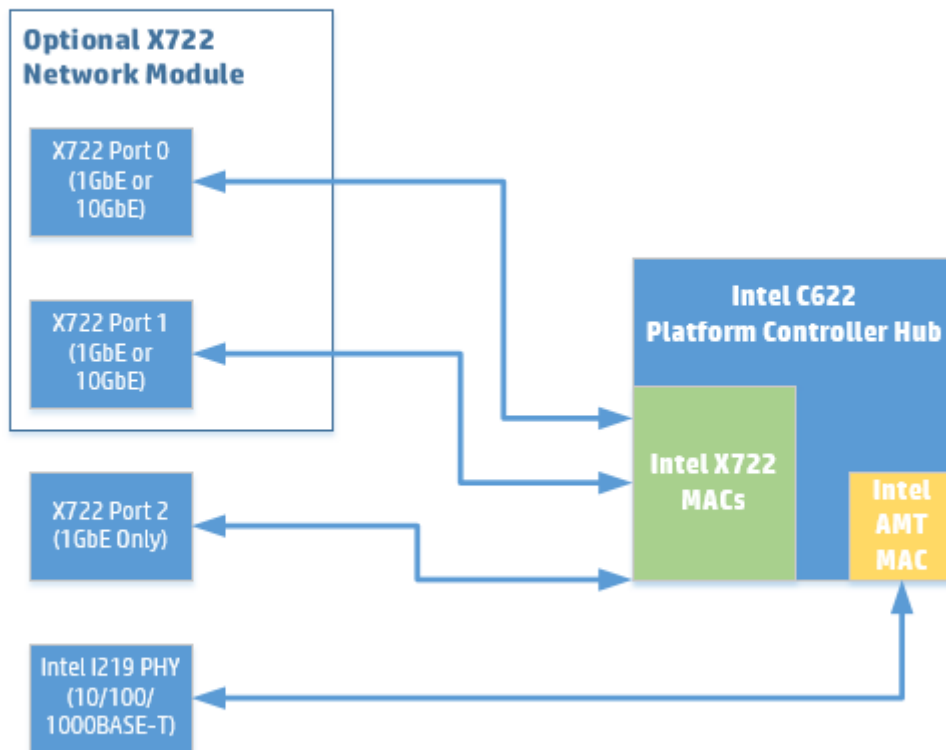 Optional X722
Network Module
X722 Port 0
(1GbE or
10GbE)
X722 Port 1
(1GbE or
10GbE)
X722 Port 2
(1GbE Only)
Intel I219 PHY
(10/100/
1000BASE-T)
Intel C622
Platform Controller Hub
Intel X722
MACs
Intel
AMT
MAC